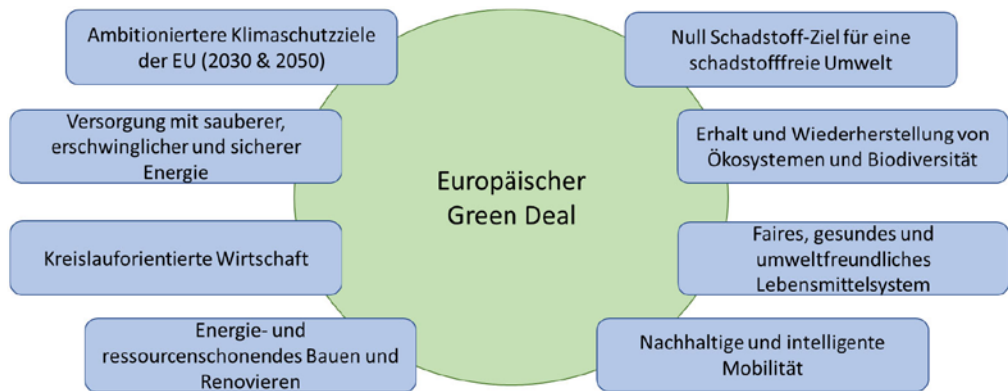 Ambitioniertere Klimaschutzziele
der EU (2030 & 2050)
Versorgung mit sauberer,
erschwinglicher und sicherer
Energie
Kreislauforientierte Wirtschaft
Energie- und
ressourcenschonendes Bauen und
Renovieren
Europäischer
Green Deal
Null Schadstoff-Ziel für eine
schadstofffreie Umwelt
Erhalt und Wiederherstellung von
Ökosystemen und Biodiversität
Faires, gesundes und
umweltfreundliches
Lebensmittelsystem
Nachhaltige und intelligente
Mobilität